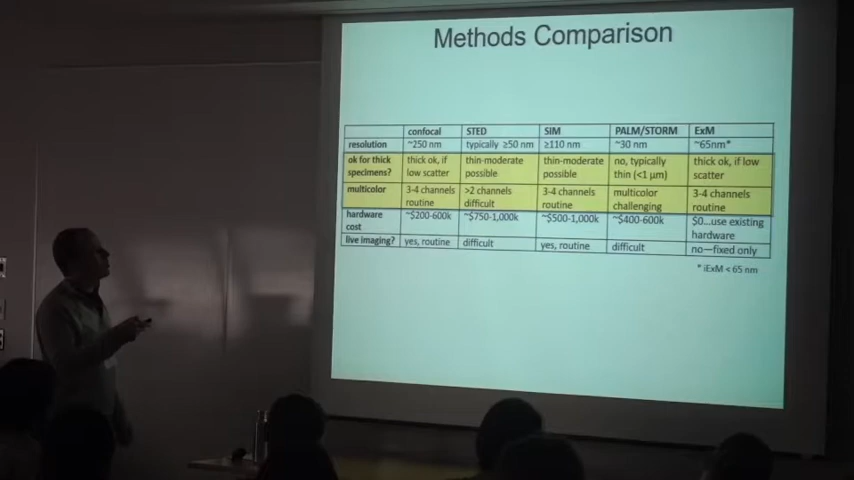 Methods Comparison
confocal STED SIM PALM/STORM ExM
resolution ~250 nm typically ≥50 nm ≥110 nm ~30 nm ~65nm*
ok for thick thick ok, if thin-moderate thin-moderate no, typically thick ok, if low
specimens? low scatter possible possible thin (<1 µm) scatter
multicolor 3-4 channels >2 channels 3-4 channels multicolor 3-4 channels
routine difficult routine challenging routine
hardware ~$200-600k ~$750-1,000k ~$500-1,000k ~$400-600k $0...use existing
cost hardware
live imaging? yes, routine difficult yes, routine difficult no—fixed only
* iExM < 65 nm